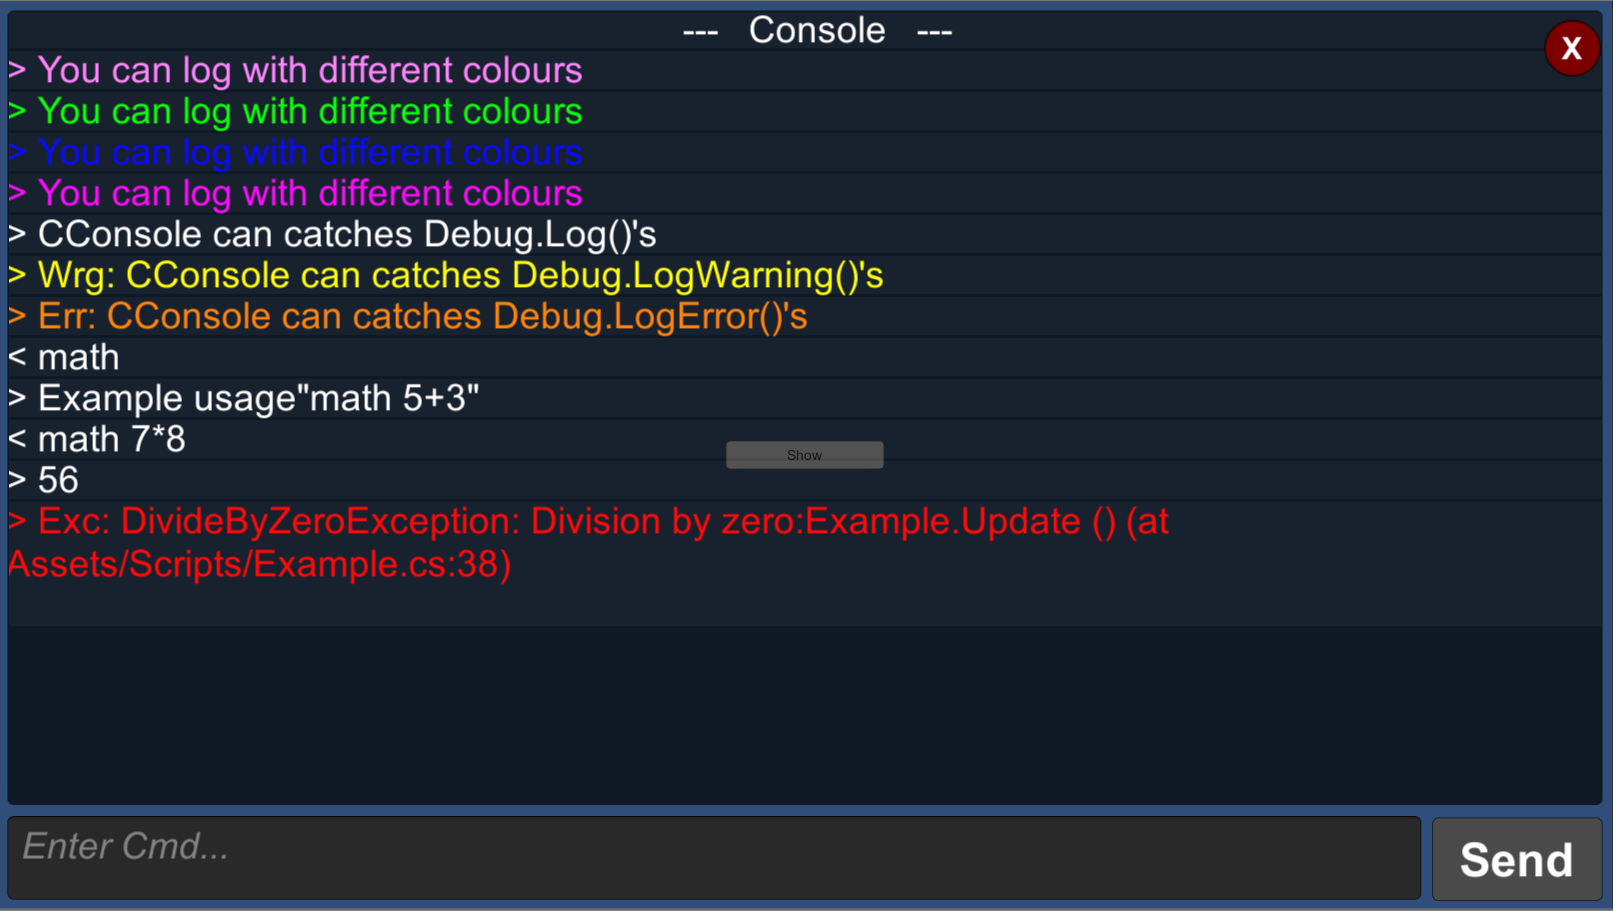 --- Console ---
X
> You can log with different colours
> You can log with different colours
> You can log with different colours
> You can log with different colours
> CConsole can catches Debug.Log()'s
> Wrg: CConsole can catches Debug.LogWarning()'s
> Err: CConsole can catches Debug.LogError()'s
< math
> Example usage"math 5+3"
< math 7*8
Show
> 56
> Exc: DivideByZeroException: Division by zero:Example.Update () (at
Assets/Scripts/Example.cs:38)
Enter Cmd...
Send